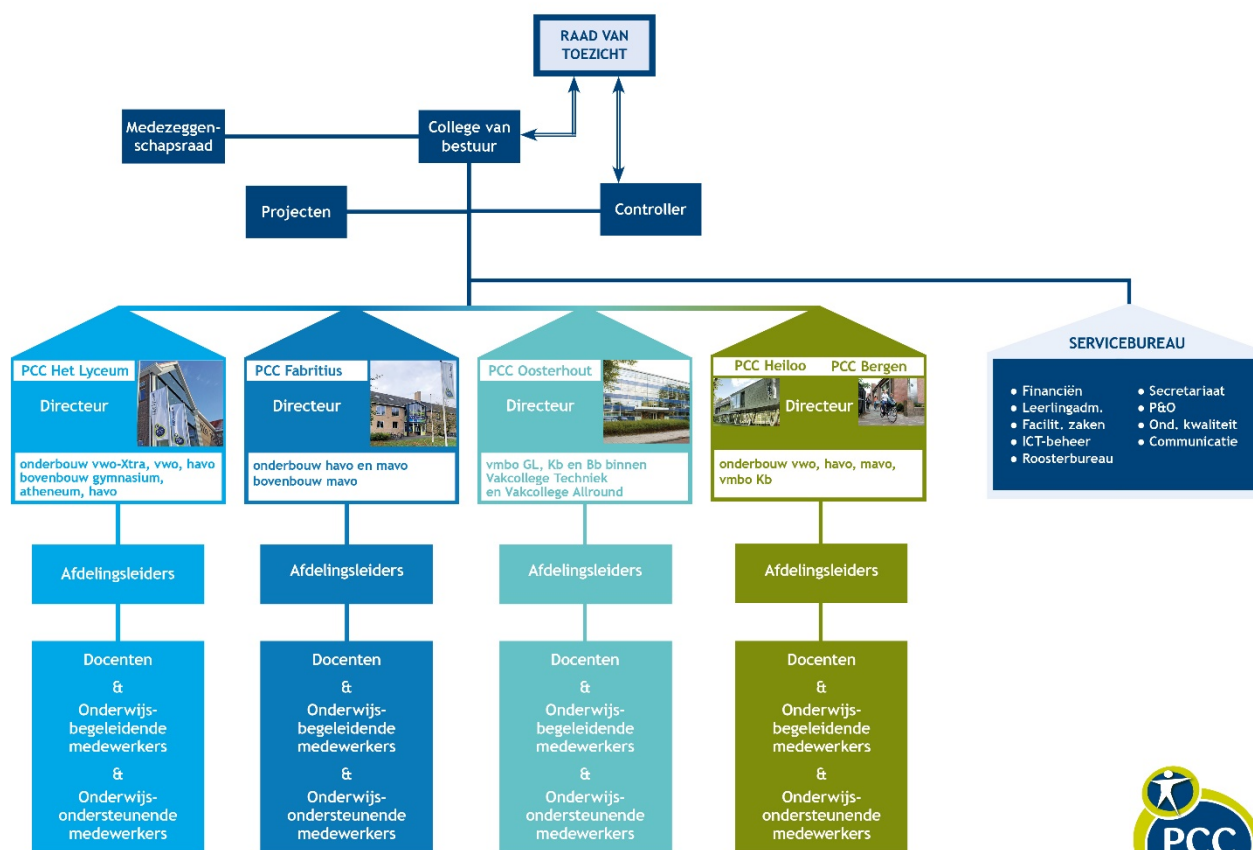 RAAD VAN
TOEZICHT
Medezeggen-
schapsraad
College van
bestuur
Projecten
Controller
PCC Het Lyceum
Directeur
onderbouw vwo-Xtra, vwo, havo
bovenbouw gymnasium,
atheneum, havo
Afdelingsleiders
Docenten
&
Onderwijs-
begeleidende
medewerkers
&
Onderwijs-
ondersteunende
medewerkers
PCC Fabritius
Directeur
onderbouw havo en mavo
bovenbouw mavo
Afdelingsleiders
Docenten
&
Onderwijs-
begeleidende
medewerkers
&
Onderwijs-
ondersteunende
medewerkers
PCC Oosterhout
Directeur
vmbo GL, Kb en Bb binnen
Vakcollege Techniek
en Vakcollege Allround
Afdelingsleiders
Docenten
&
Onderwijs-
begeleidende
medewerkers
&
Onderwijs-
ondersteunende
medewerkers
PCC Heiloo PCC Bergen
Directeur
onderbouw vwo, havo, mavo,
vmbo Kb
Afdelingsleiders
Docenten
&
Onderwijs-
begeleidende
medewerkers
&
Onderwijs-
ondersteunende
medewerkers
SERVICEBUREAU
• Financiën
• Leerlingadm.
• Facilit. zaken
• ICT-beheer
• Roosterbureau
• Secretariaat
• P&O
• Ond. kwaliteit
• Communicatie
PCC